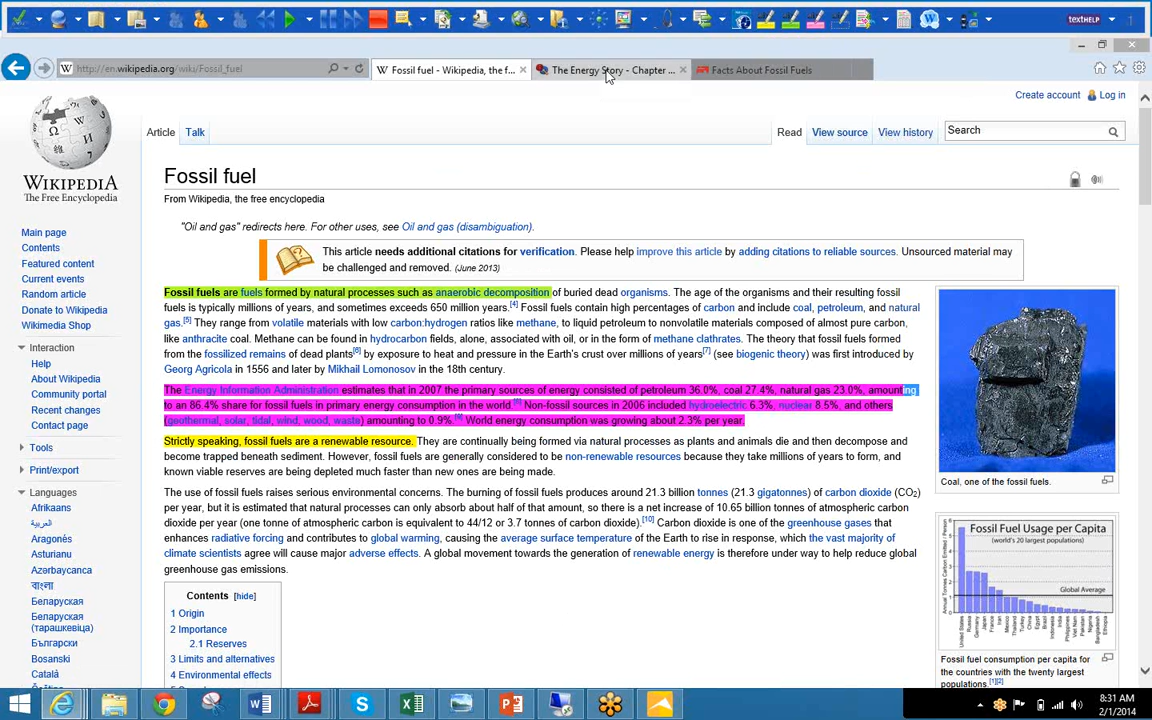 texthelp
http://en.wikipedia.org/wiki/Fossil_fuel
Fossil fuel - Wikipedia, the f...
The Energy Story - Chapter ...
Facts About Fossil Fuels
Create account Log in
Article Talk Read View source View history Search
WIKIPEDIA
The Free Encyclopedia
Main page
Contents
Featured content
Current events
Random article
Donate to Wikipedia
Wikimedia Shop
Interaction
Help
About Wikipedia
Community portal
Recent changes
Contact page
Tools
Print/export
Languages
Afrikaans
العربية
Aragonés
Asturianu
Azərbaycanca
বাংলা
Беларуская
Беларуская
(тарашкевіца)
Български
Bosanski
Català
Fossil fuel
From Wikipedia, the free encyclopedia
"Oil and gas" redirects here. For other uses, see Oil and gas (disambiguation).
This article needs additional citations for verification. Please help improve this article by adding citations to reliable sources. Unsourced material may
be challenged and removed. (June 2013)
Fossil fuels are fuels formed by natural processes such as anaerobic decomposition of buried dead organisms. The age of the organisms and their resulting fossil
fuels is typically millions of years, and sometimes exceeds 650 million years.[4] Fossil fuels contain high percentages of carbon and include coal, petroleum, and natural
gas.[5] They range from volatile materials with low carbon:hydrogen ratios like methane, to liquid petroleum to nonvolatile materials composed of almost pure carbon,
like anthracite coal. Methane can be found in hydrocarbon fields, alone, associated with oil, or in the form of methane clathrates. The theory that fossil fuels formed
from the fossilized remains of dead plants[6] by exposure to heat and pressure in the Earth's crust over millions of years[7] (see biogenic theory) was first introduced by
Georg Agricola in 1556 and later by Mikhail Lomonosov in the 18th century.
The Energy Information Administration estimates that in 2007 the primary sources of energy consisted of petroleum 36.0%, coal 27.4%, natural gas 23.0%, amounting
to an 86.4% share for fossil fuels in primary energy consumption in the world.[8] Non-fossil sources in 2006 included hydroelectric 6.3%, nuclear 8.5%, and others
(geothermal, solar, tidal, wind, wood, waste) amounting to 0.9%.[9] World energy consumption was growing about 2.3% per year.
Strictly speaking, fossil fuels are a renewable resource. They are continually being formed via natural processes as plants and animals die and then decompose and
become trapped beneath sediment. However, fossil fuels are generally considered to be non-renewable resources because they take millions of years to form, and
known viable reserves are being depleted much faster than new ones are being made.
The use of fossil fuels raises serious environmental concerns. The burning of fossil fuels produces around 21.3 billion tonnes (21.3 gigatonnes) of carbon dioxide (CO2)
per year, but it is estimated that natural processes can only absorb about half of that amount, so there is a net increase of 10.65 billion tonnes of atmospheric carbon
dioxide per year (one tonne of atmospheric carbon is equivalent to 44/12 or 3.7 tonnes of carbon dioxide).[10] Carbon dioxide is one of the greenhouse gases that
enhances radiative forcing and contributes to global warming, causing the average surface temperature of the Earth to rise in response, which the vast majority of
climate scientists agree will cause major adverse effects. A global movement towards the generation of renewable energy is therefore under way to help reduce global
greenhouse gas emissions.
Contents [hide]
1 Origin
2 Importance
2.1 Reserves
3 Limits and alternatives
4 Environmental effects
Coal, one of the fossil fuels.
Fossil Fuel Usage per Capita
(world's 20 largest populations)
Global Average
Fossil fuel consumption per capita for
the countries with the twenty largest
populations.[1][2]
8:31 AM
2/1/2014